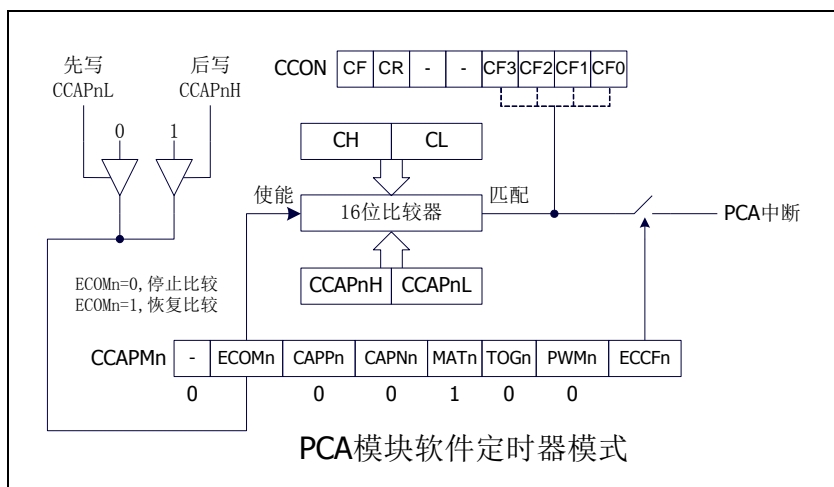 先写
CCAPnL
后写
CCAPnH
CCON CF CR - - CF3 CF2 CF1 CF0
0 1
CH CL
使能
16位比较器
匹配
PCA中断
CCAPnH CCAPnL
ECOMn=0,停止比较
ECOMn=1,恢复比较
CCAPMn - ECOMn CAPPn CAPNn MATn TOGn PWMn ECCFn
0 0 0 1 0 0
PCA模块软件定时器模式